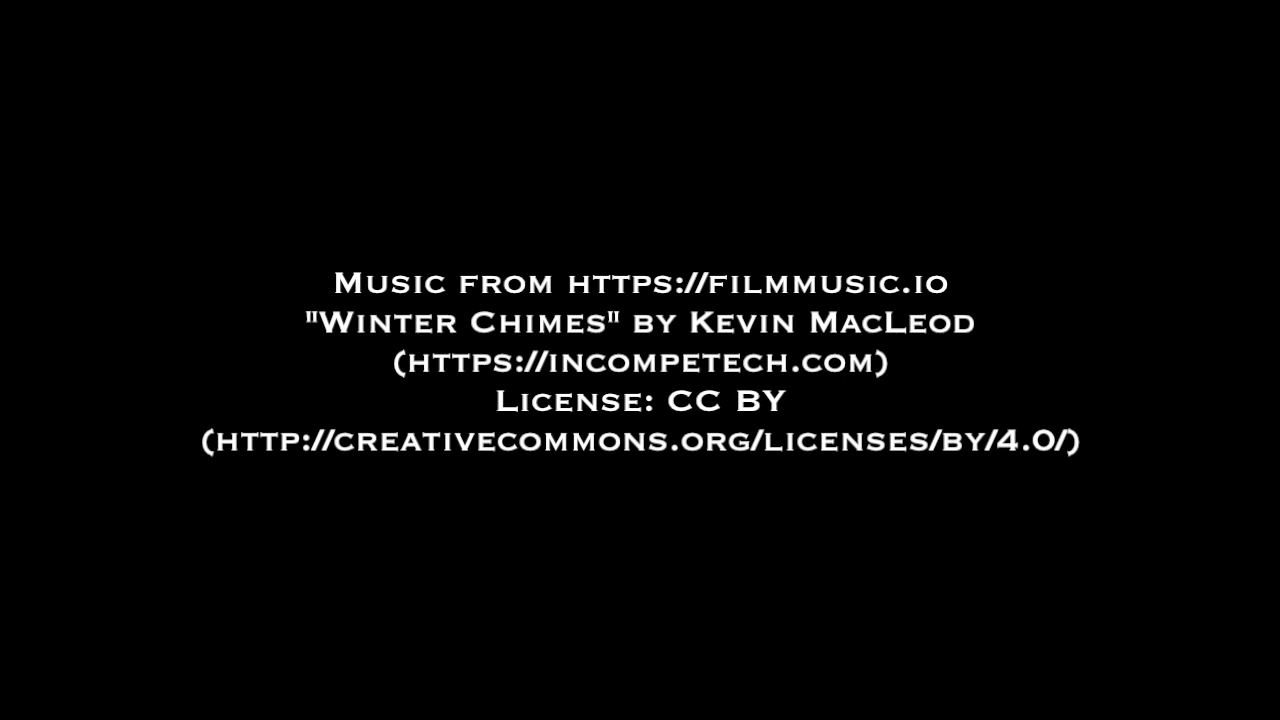 Music from https://filmmusic.io
"Winter Chimes" by Kevin MacLeod
(https://incompetech.com)
License: CC BY
(http://creativecommons.org/licenses/by/4.0/)